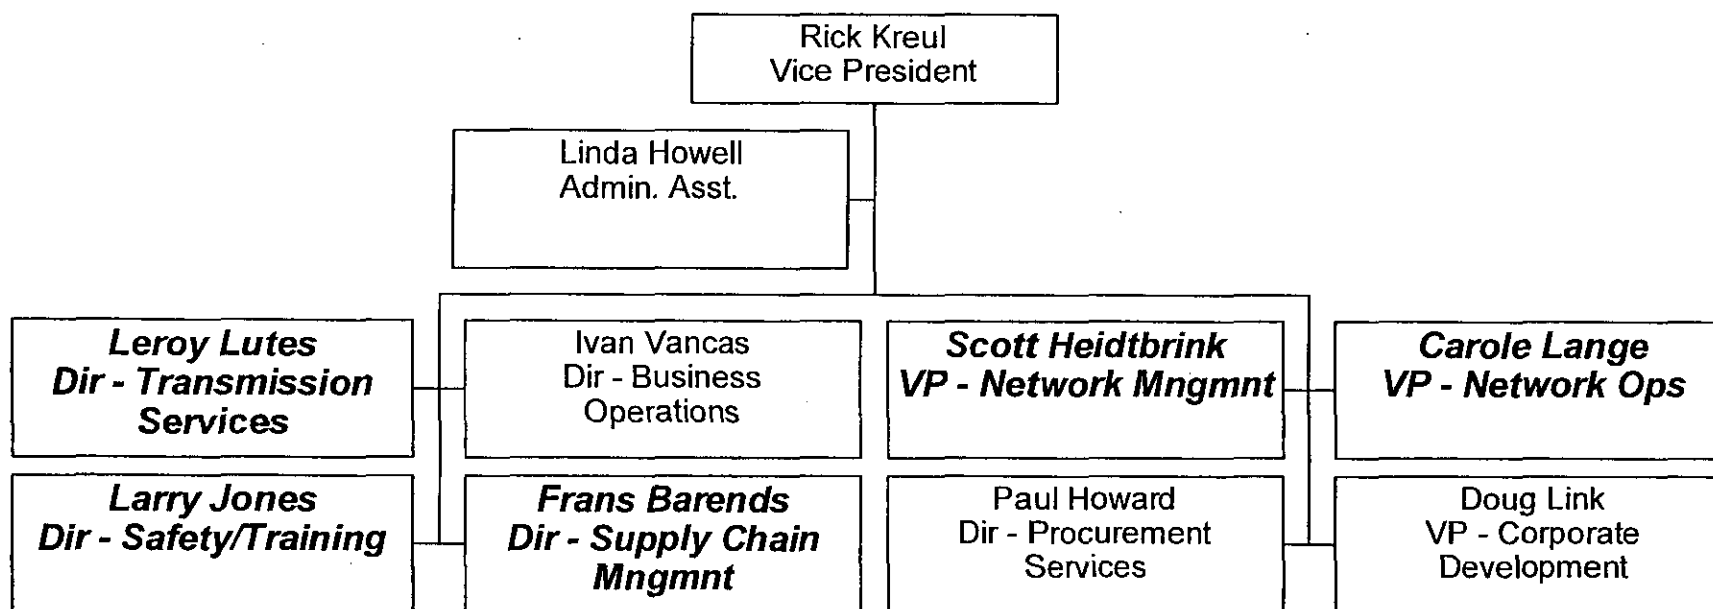 Rick Kreul
Vice President
Linda Howell
Admin. Asst.
Leroy Lutes
Dir - Transmission
Services
Ivan Vancas
Dir - Business
Operations
Scott Heidtbrink
VP - Network Mngmnt
Carole Lange
VP - Network Ops
Larry Jones
Dir - Safety/Training
Frans Barends
Dir - Supply Chain
Mngmnt
Paul Howard
Dir - Procurement
Services
Doug Link
VP - Corporate
Development